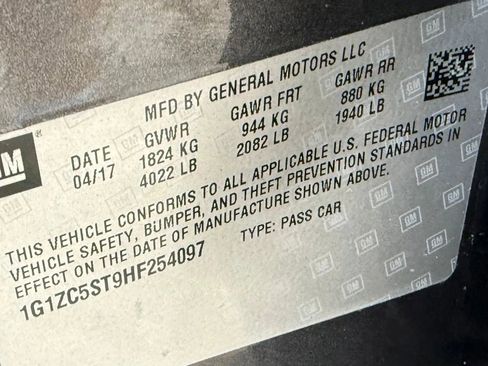 GM
®
MFD BY GENERAL MOTORS LLC
DATE GVWR GAWR FRT GAWR RR
04/17 1824 KG 944 KG 880 KG
4022 LB 2082 LB 1940 LB
THIS VEHICLE CONFORMS TO ALL APPLICABLE U.S. FEDERAL MOTOR
VEHICLE SAFETY, BUMPER, AND THEFT PREVENTION STANDARDS IN
EFFECT ON THE DATE OF MANUFACTURE SHOWN ABOVE.
1G1ZC5ST9HF254097 TYPE: PASS CAR